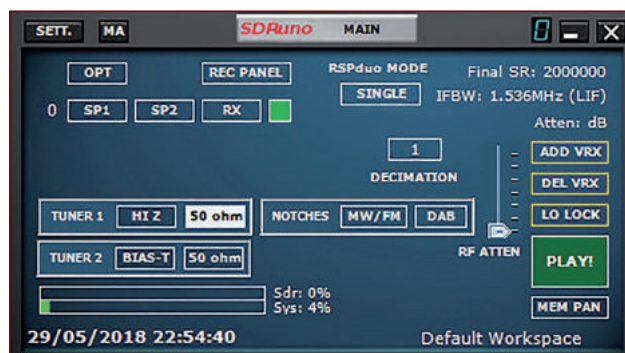 SETT. MA SDRuno MAIN 0
OPT REC PANEL RSPduo MODE Final SR: 2000000
SINGLE IFBW: 1.536MHz (LIF)
0 SP1 SP2 RX
Atten: dB
1 ADD VRX
DECIMATION
DEL VRX
TUNER 1 HI Z 50 ohm NOTCHES MW/FM DAB LO LOCK
RF ATTEN
TUNER 2 BIAS-T 50 ohm PLAY!
Sdr: 0%
Sys: 4% MEM PAN
29/05/2018 22:54:40 Default Workspace